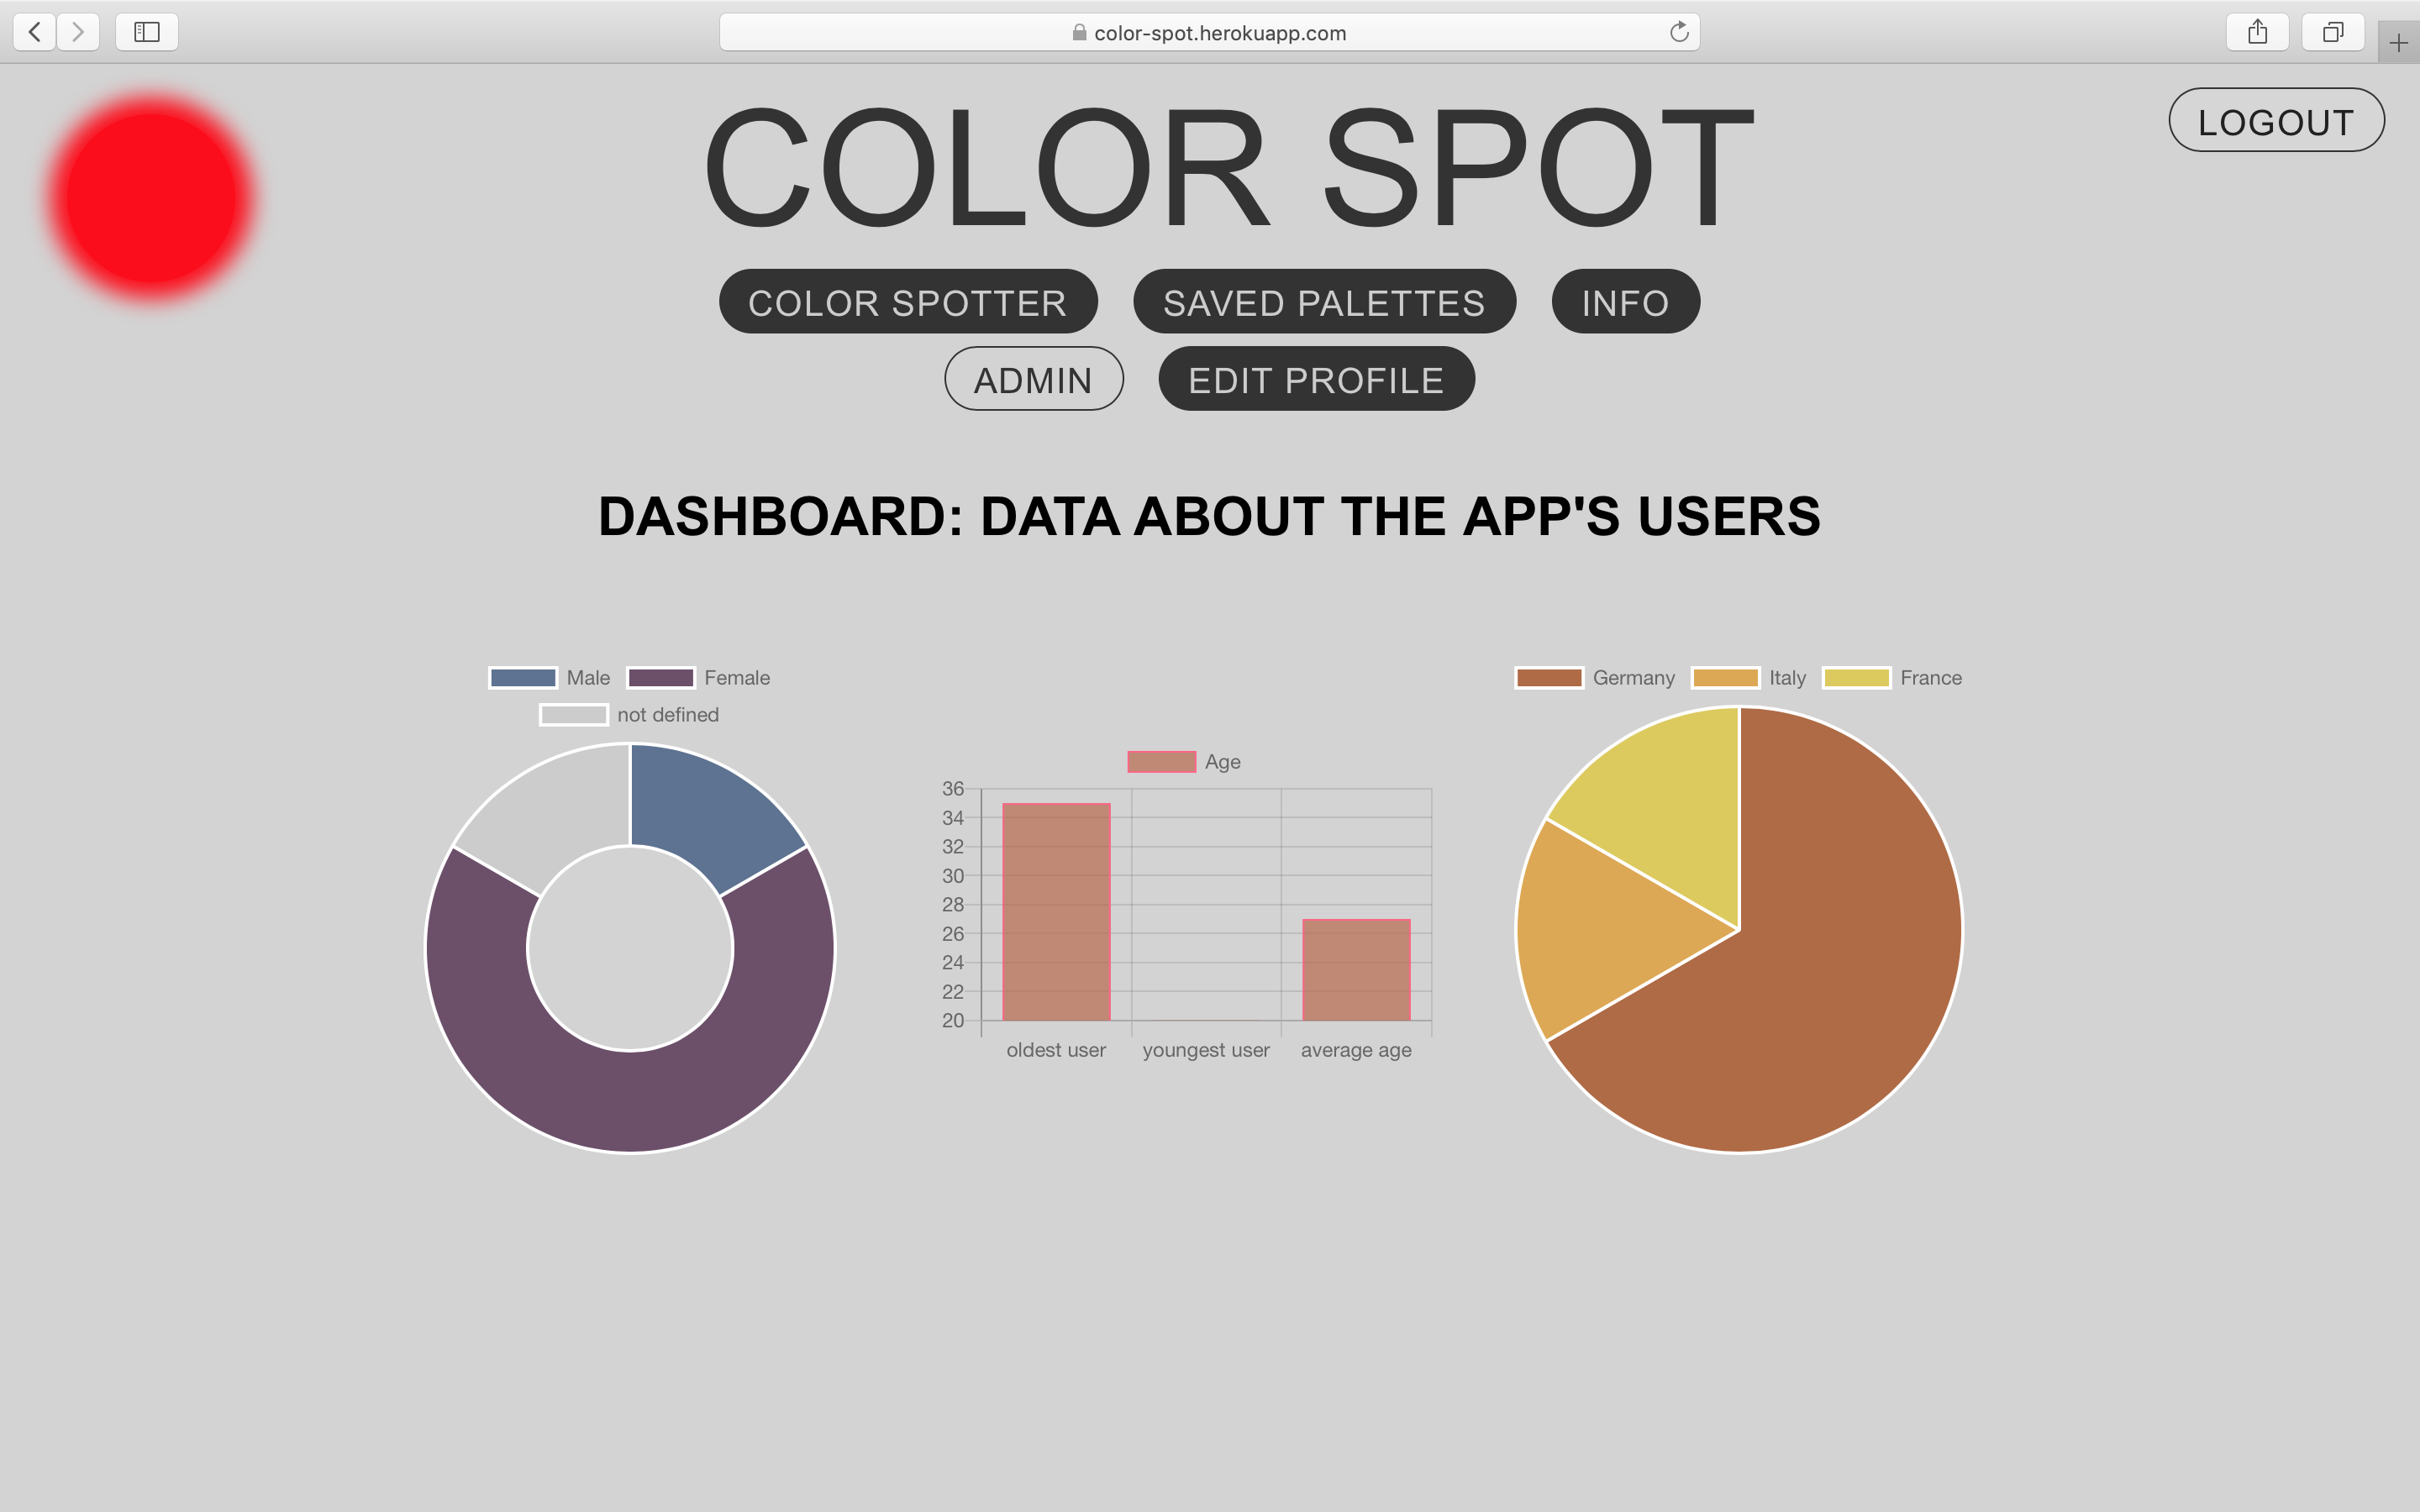 color-spot.herokuapp.com
COLOR SPOT
LOGOUT
COLOR SPOTTER
SAVED PALETTES
INFO
ADMIN
EDIT PROFILE
DASHBOARD: DATA ABOUT THE APP'S USERS
Male
Female
not defined
Age
36
34
32
30
28
26
24
22
20
oldest user
youngest user
average age
Germany
Italy
France